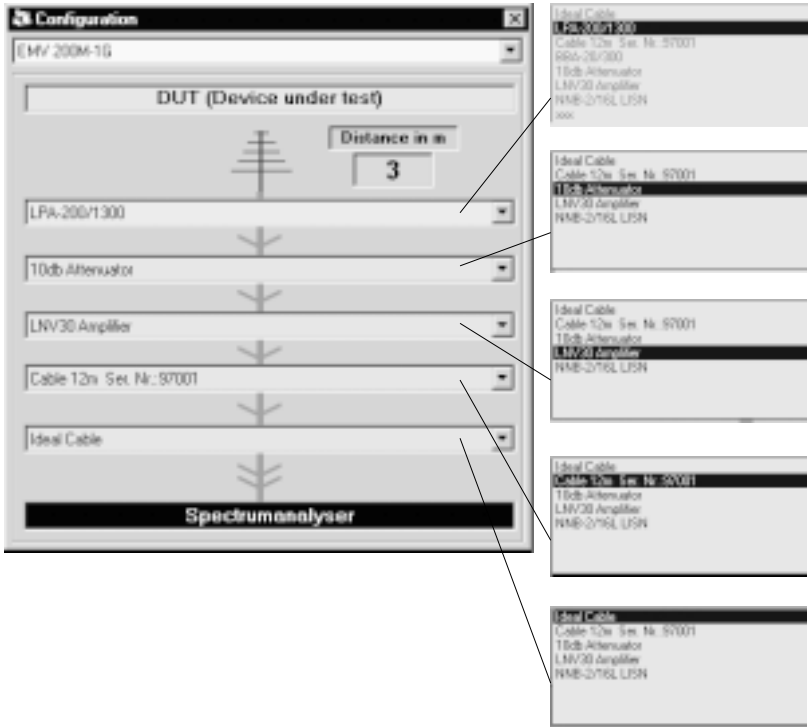 Configuration
EMV 200M-1G
DUT (Device under test)
Distance in m
3
LPA-200/1300
10db Attenuator
LNV30 Amplifier
Cable 12m Ser. Nr.:97001
Ideal Cable
Spectrumanalyser
Ideal Cable
LPA-200/1300
Cable 12m Ser. Nr.:97001
BBA-20/300
10db Attenuator
LNV30 Amplifier
NNB-2/16L LISN
xxx
Ideal Cable
Cable 12m Ser. Nr.:97001
10db Attenuator
LNV30 Amplifier
NNB-2/16L LISN
Ideal Cable
Cable 12m Ser. Nr.:97001
10db Attenuator
LNV30 Amplifier
NNB-2/16L LISN
Ideal Cable
Cable 12m Ser. Nr.:97001
10db Attenuator
LNV30 Amplifier
NNB-2/16L LISN
Ideal Cable
Cable 12m Ser. Nr.:97001
10db Attenuator
LNV30 Amplifier
NNB-2/16L LISN